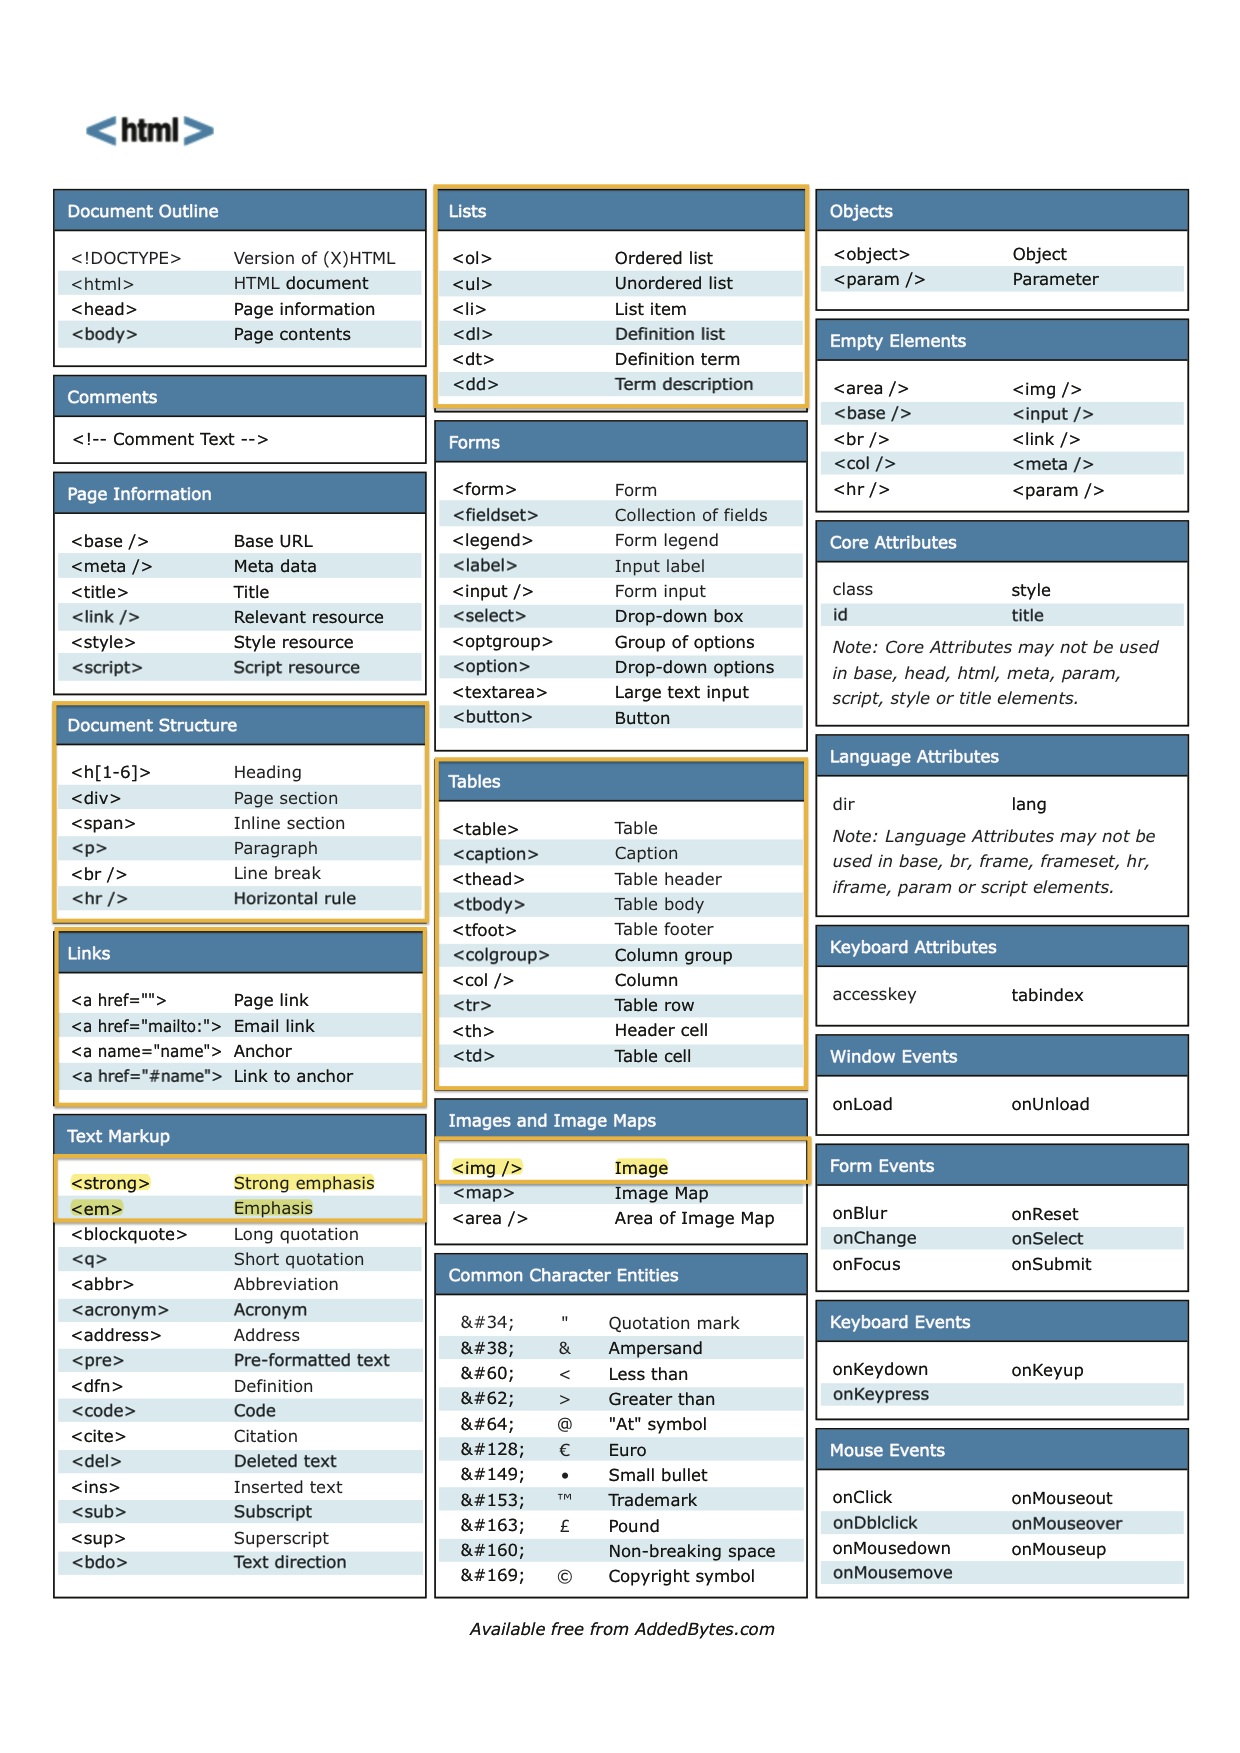 <html>
Document Outline
<!DOCTYPE> Version of (X)HTML
<html> HTML document
<head> Page information
<body> Page contents
Comments
<!-- Comment Text -->
Page Information
<base /> Base URL
<meta /> Meta data
<title> Title
<link /> Relevant resource
<style> Style resource
<script> Script resource
Document Structure
<h[1-6]> Heading
<div> Page section
<span> Inline section
<p> Paragraph
<br /> Line break
<hr /> Horizontal rule
Links
<a href=""> Page link
<a href="mailto:"> Email link
<a name="name"> Anchor
<a href="#name"> Link to anchor
Text Markup
<strong> Strong emphasis
<em> Emphasis
<blockquote> Long quotation
<q> Short quotation
<abbr> Abbreviation
<acronym> Acronym
<address> Address
<pre> Pre-formatted text
<dfn> Definition
<code> Code
<cite> Citation
<del> Deleted text
<ins> Inserted text
<sub> Subscript
<sup> Superscript
<bdo> Text direction
Lists
<ol> Ordered list
<ul> Unordered list
<li> List item
<dl> Definition list
<dt> Definition term
<dd> Term description
Forms
<form> Form
<fieldset> Collection of fields
<legend> Form legend
<label> Input label
<input /> Form input
<select> Drop-down box
<optgroup> Group of options
<option> Drop-down options
<textarea> Large text input
<button> Button
Tables
<table> Table
<caption> Caption
<thead> Table header
<tbody> Table body
<tfoot> Table footer
<colgroup> Column group
<col /> Column
<tr> Table row
<th> Header cell
<td> Table cell
Images and Image Maps
<img /> Image
<map> Image Map
<area /> Area of Image Map
Common Character Entities
&#34; " Quotation mark
&#38; & Ampersand
&#60; < Less than
&#62; > Greater than
&#64; @ "At" symbol
&#128; € Euro
&#149; • Small bullet
&#153; ™ Trademark
&#163; £ Pound
&#160; Non-breaking space
&#169; © Copyright symbol
Objects
<object> Object
<param /> Parameter
Empty Elements
<area /> <img />
<base /> <input />
<br /> <link />
<col /> <meta />
<hr /> <param />
Core Attributes
class style
id title
Note: Core Attributes may not be used
in base, head, html, meta, param,
script, style or title elements.
Language Attributes
dir lang
Note: Language Attributes may not be
used in base, br, frame, frameset, hr,
iframe, param or script elements.
Keyboard Attributes
accesskey tabindex
Window Events
onLoad onUnload
Form Events
onBlur onReset
onChange onSelect
onFocus onSubmit
Keyboard Events
onKeydown onKeyup
onKeypress
Mouse Events
onClick onMouseout
onDblclick onMouseover
onMousedown onMouseup
onMousemove
Available free from AddedBytes.com